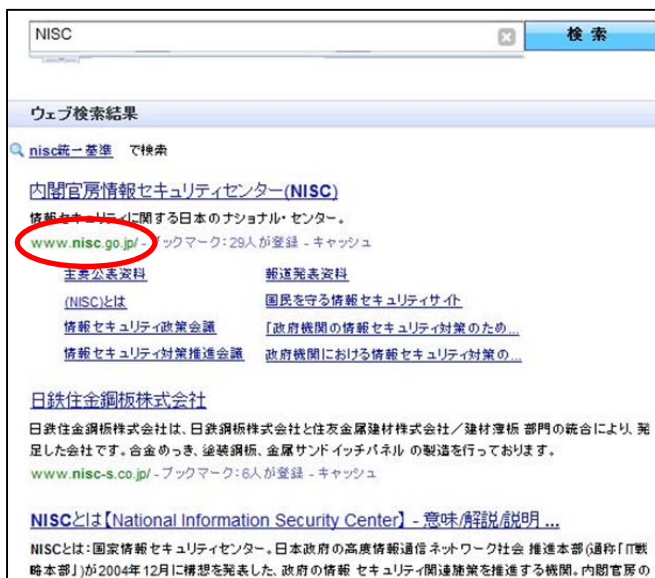 NISC
検索
ウェブ検索結果
nisc統一基準 で検索
内閣官房情報セキュリティセンター(NISC)
情報セキュリティに関する日本のナショナル・センター。
www.nisc.go.jp/ - ブックマーク:29人が登録 - キャッシュ
主要公表資料 報道発表資料
(NISC)とは 国民を守る情報セキュリティサイト
情報セキュリティ政策会議 「政府機関の情報セキュリティ対策のため...
情報セキュリティ対策推進会議 政府機関における情報セキュリティ対策の...
日鉄住金鋼板株式会社
日鉄住金鋼板株式会社は、日鉄鋼板株式会社と住友金属建材株式会社/建材薄板 部門の統合により、発
足した会社です。合金めっき、塗装鋼板、金属サンドイッチパネル の製造を行っております。
www.nisc-s.co.jp/ - ブックマーク:6人が登録 - キャッシュ
NISCとは【National Information Security Center】 - 意味/解説/説明 ...
NISCとは:国家情報セキュリティセンター。日本政府の高度情報通信ネットワーク社会 推進本部(通称「IT戦
略本部」)が2004年12月に構想を発表した、政府の情報 セキュリティ関連施策を推進する機関。内閣官房の